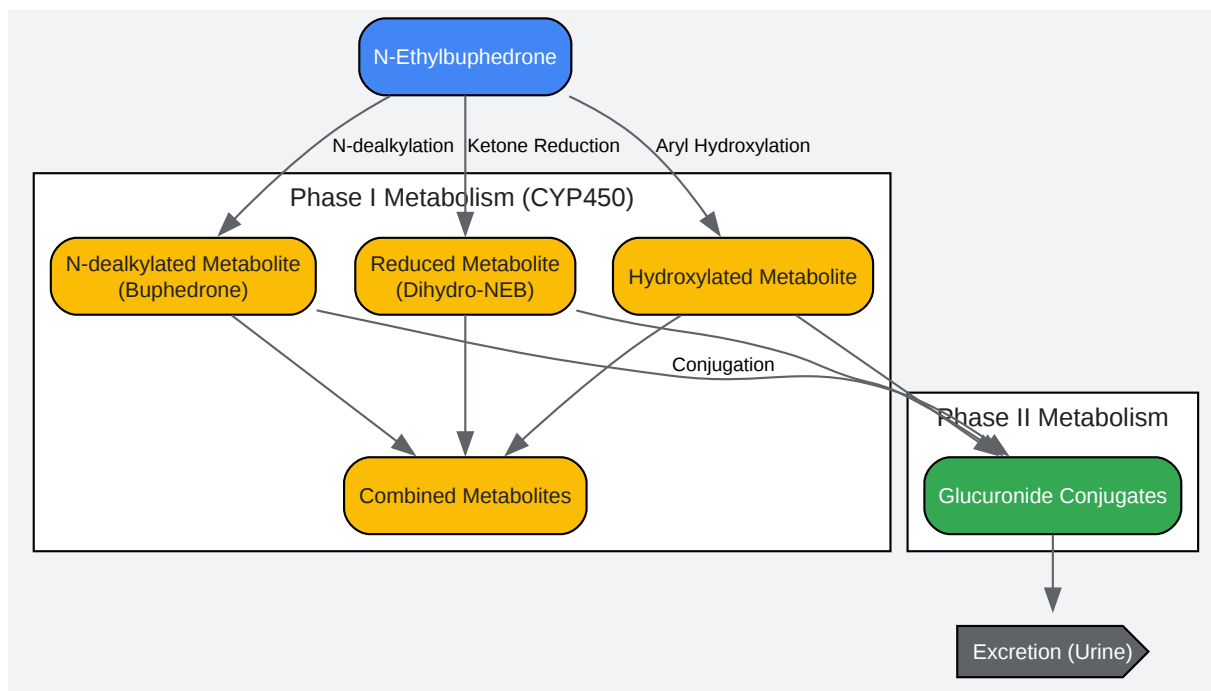 N-Ethylbuphedrone
N-dealkylation
Ketone Reduction
Aryl Hydroxylation
Phase I Metabolism (CYP450)
N-dealkylated Metabolite
(Buphedrone)
Reduced Metabolite
(Dihydro-NEB)
Hydroxylated Metabolite
Conjugation
Phase II Metabolism
Combined Metabolites
Glucuronide Conjugates
Excretion (Urine)